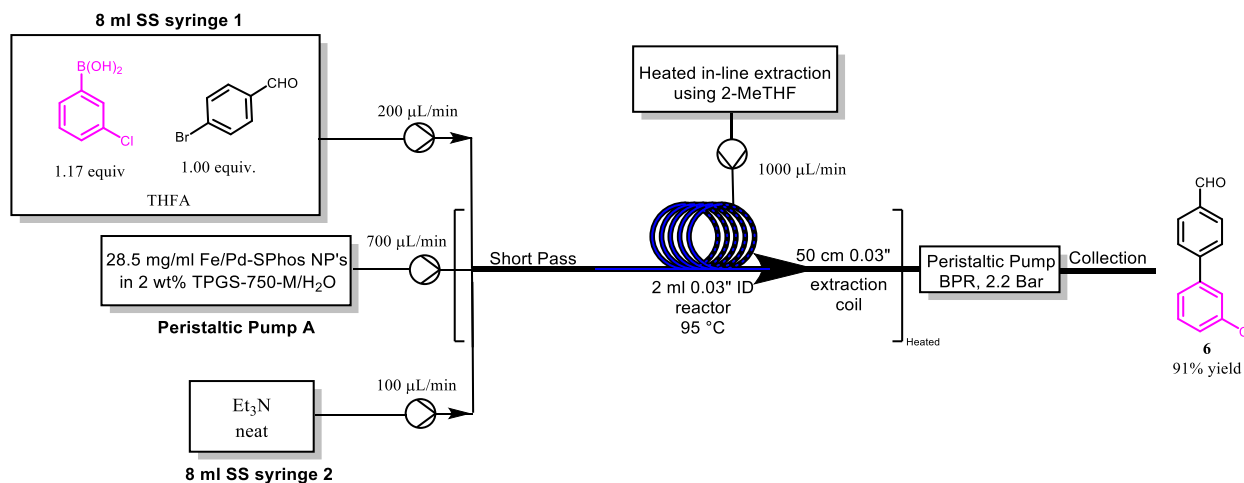 8 ml SS syringe 1
B(OH)2
Cl
1.17 equiv
CHO
Br
1.00 equiv.
THFA
200 µL/min
28.5 mg/ml Fe/Pd-SPhos NP's
in 2 wt% TPGS-750-M/H2O
Peristaltic Pump A
700 µL/min
Et3N
neat
8 ml SS syringe 2
100 µL/min
Short Pass
Heated in-line extraction
using 2-MeTHF
1000 µL/min
2 ml 0.03" ID
reactor
95 °C
50 cm 0.03"
extraction
coil
Heated
Peristaltic Pump
BPR, 2.2 Bar
Collection
CHO
6
91% yield